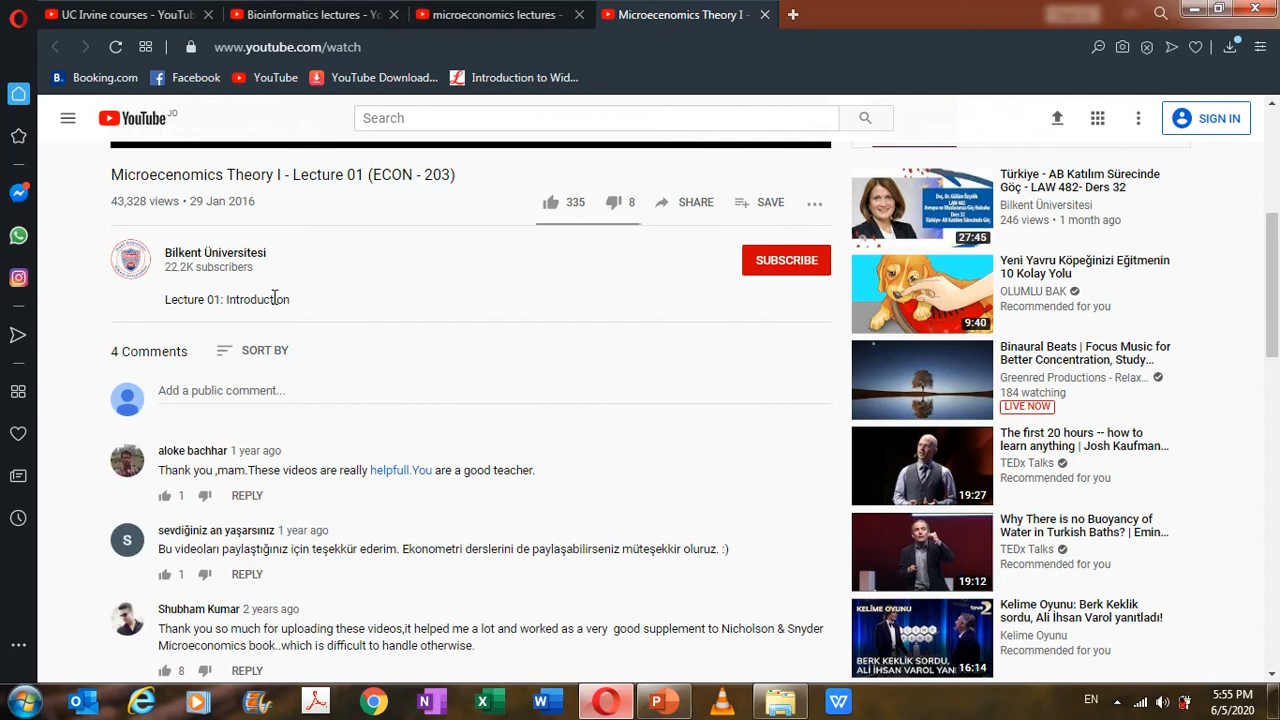 UC Irvine courses - YouTub
Bioinformatics lectures - Yo
microeconomics lectures -
Microecenomics Theory I -
www.youtube.com/watch
Booking.com
Facebook
YouTube
YouTube Download...
Introduction to Wid...
YouTube JO
Search
SIGN IN
Microecenomics Theory I - Lecture 01 (ECON - 203)
43,328 views • 29 Jan 2016
335
8
SHARE
SAVE
Bilkent Üniversitesi
22.2K subscribers
SUBSCRIBE
Lecture 01: Introduction
4 Comments
SORT BY
Add a public comment...
aloke bachhar 1 year ago
Thank you ,mam.These videos are really helpfull.You are a good teacher.
1
REPLY
S
sevdiğiniz an yaşarsınız 1 year ago
Bu videoları paylaştığınız için teşekkür ederim. Ekonometri derslerini de paylaşabilirseniz müteşekkir oluruz. :)
1
REPLY
Shubham Kumar 2 years ago
Thank you so much for uploading these videos,it helped me a lot and worked as a very good supplement to Nicholson & Snyder
Microeconomics book..which is difficult to handle otherwise.
8
REPLY
Türkiye - AB Katılım Sürecinde
Göç - LAW 482- Ders 32
Bilkent Üniversitesi
246 views • 1 month ago
27:45
Yeni Yavru Köpeğinizi Eğitmenin
10 Kolay Yolu
OLUMLU BAK
Recommended for you
9:40
Binaural Beats | Focus Music for
Better Concentration, Study...
Greenred Productions - Relax...
184 watching
LIVE NOW
The first 20 hours -- how to
learn anything | Josh Kaufman...
TEDx Talks
Recommended for you
19:27
Why There is no Buoyancy of
Water in Turkish Baths? | Emin...
TEDx Talks
Recommended for you
19:12
Kelime Oyunu: Berk Keklik
sordu, Ali İhsan Varol yanıtladı!
Kelime Oyunu
Recommended for you
KELİME OYUNU
BERK KEKLİK SORDU,
ALİ İHSAN VAROL YAN
16:14
EN
5:55 PM
6/5/2020